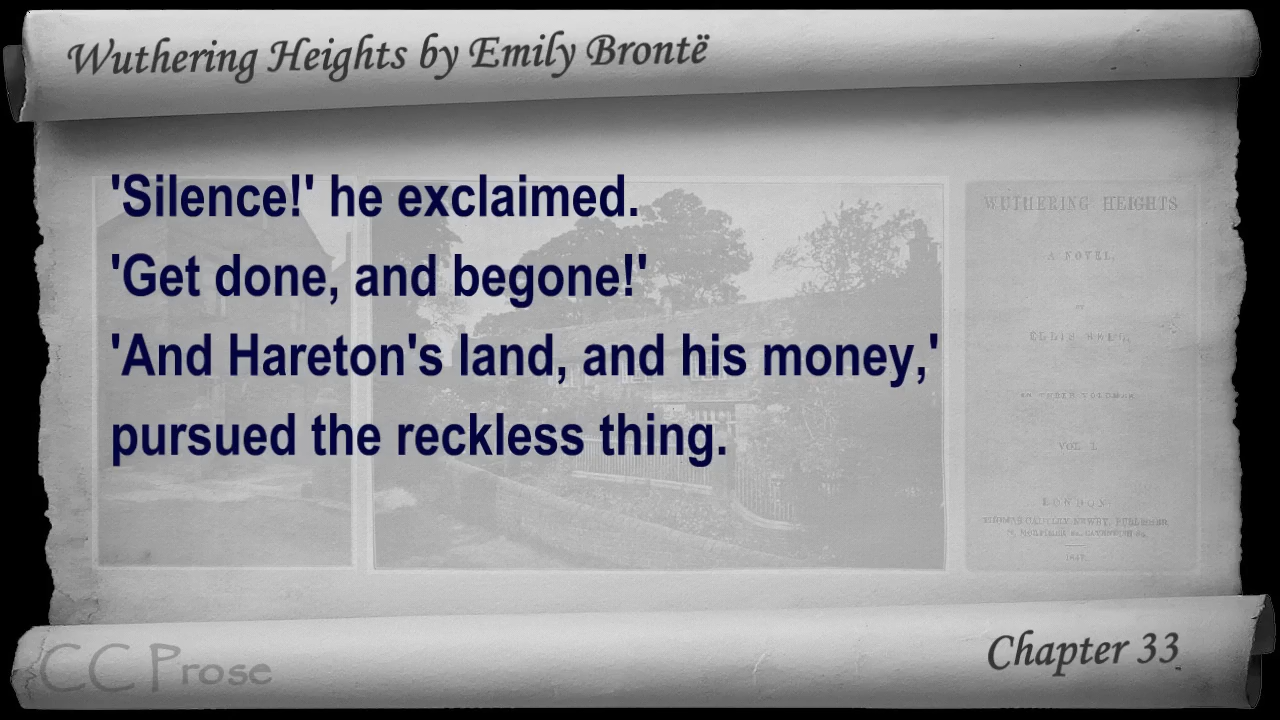 Wuthering Heights by Emily Brontë
'Silence!' he exclaimed.
'Get done, and begone!'
'And Hareton's land, and his money,'
pursued the reckless thing.
WUTHERING HEIGHTS
A NOVEL,
LONDON:
1847.
VOL. I.
CC Prose
Chapter 33